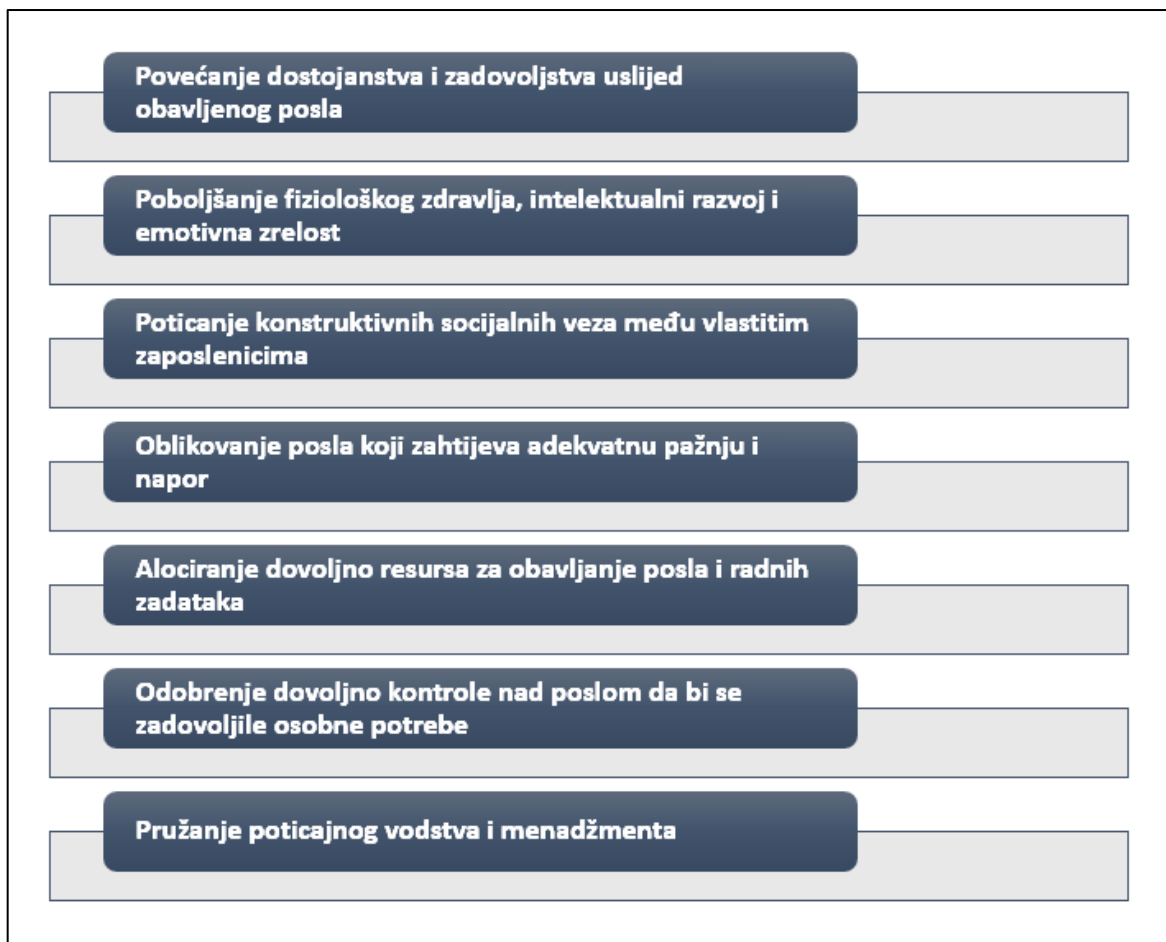 Povećanje dostojanstva i zadovoljstva uslijed
obavljenog posla
Poboljšanje fiziološkog zdravlja, intelektualni razvoj i
emotivna zrelost
Poticanje konstruktivnih socijalnih veza među vlastitim
zaposlenicima
Oblikovanje posla koji zahtijeva adekvatnu pažnju i
napor
Alociranje dovoljno resursa za obavljanje posla i radnih
zadataka
Odobrenje dovoljno kontrole nad poslom da bi se
zadovoljile osobne potrebe
Pružanje poticajnog vodstva i menadžmenta